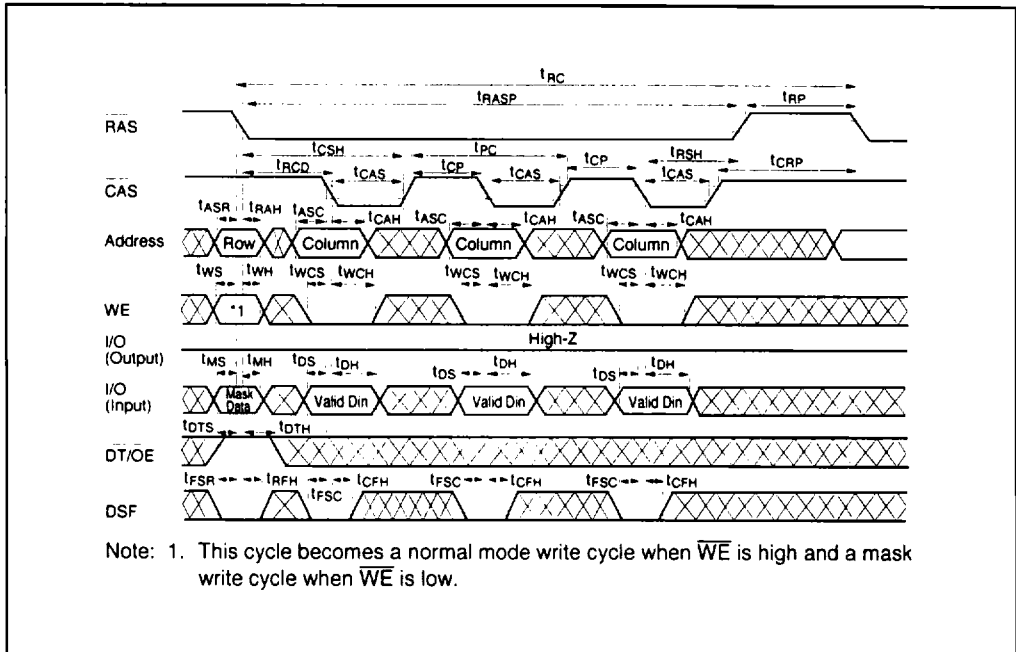 tRC
tRASP tRP
RAS
tCSH tPC tCP tRSH
tRCD tCAS tCP tCAS tCAS tCRP
CAS
tASR tRAH tASC tCAH tASC tCAH tASC tCAH
Address Row Column Column Column
tWS tWH tWCS tWCH tWCS tWCH tWCS tWCH
WE *1
I/O (Output) High-Z
tMS tMH tDS tDH tDS tDH tDS tDH
I/O (Input) Mask Data Valid Din Valid Din Valid Din
tDTS tDTH
DT/OE
tFSR tRFH tFSC tCFH tFSC tCFH tFSC tCFH
DSF
Note: 1. This cycle becomes a normal mode write cycle when WE is high and a mask
write cycle when WE is low.